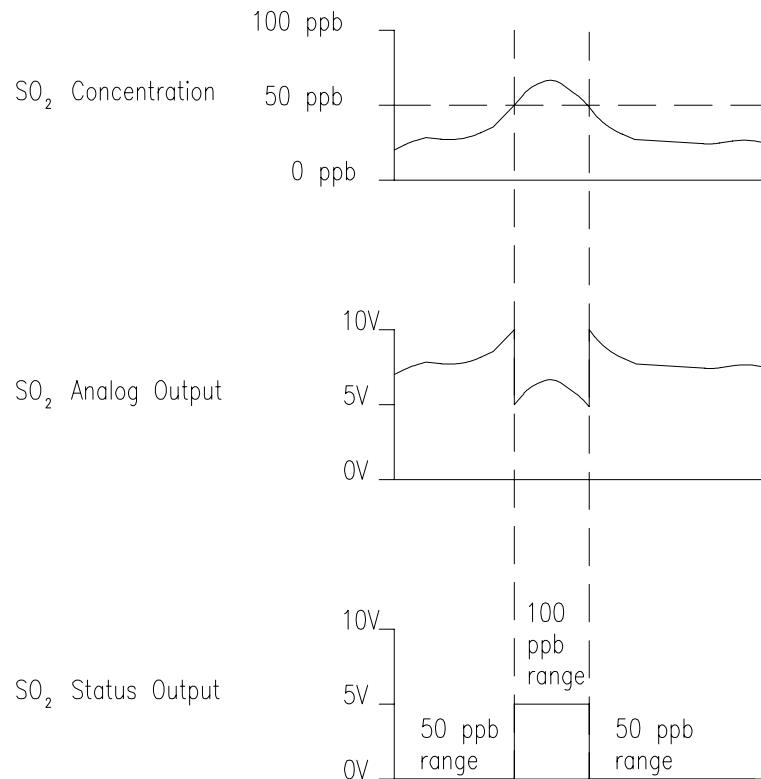 100 ppb
SO₂ Concentration
50 ppb
0 ppb
10V
SO₂ Analog Output
5V
0V
10V
100
ppb
range
SO₂ Status Output
5V
50 ppb
range
50 ppb
range
0V